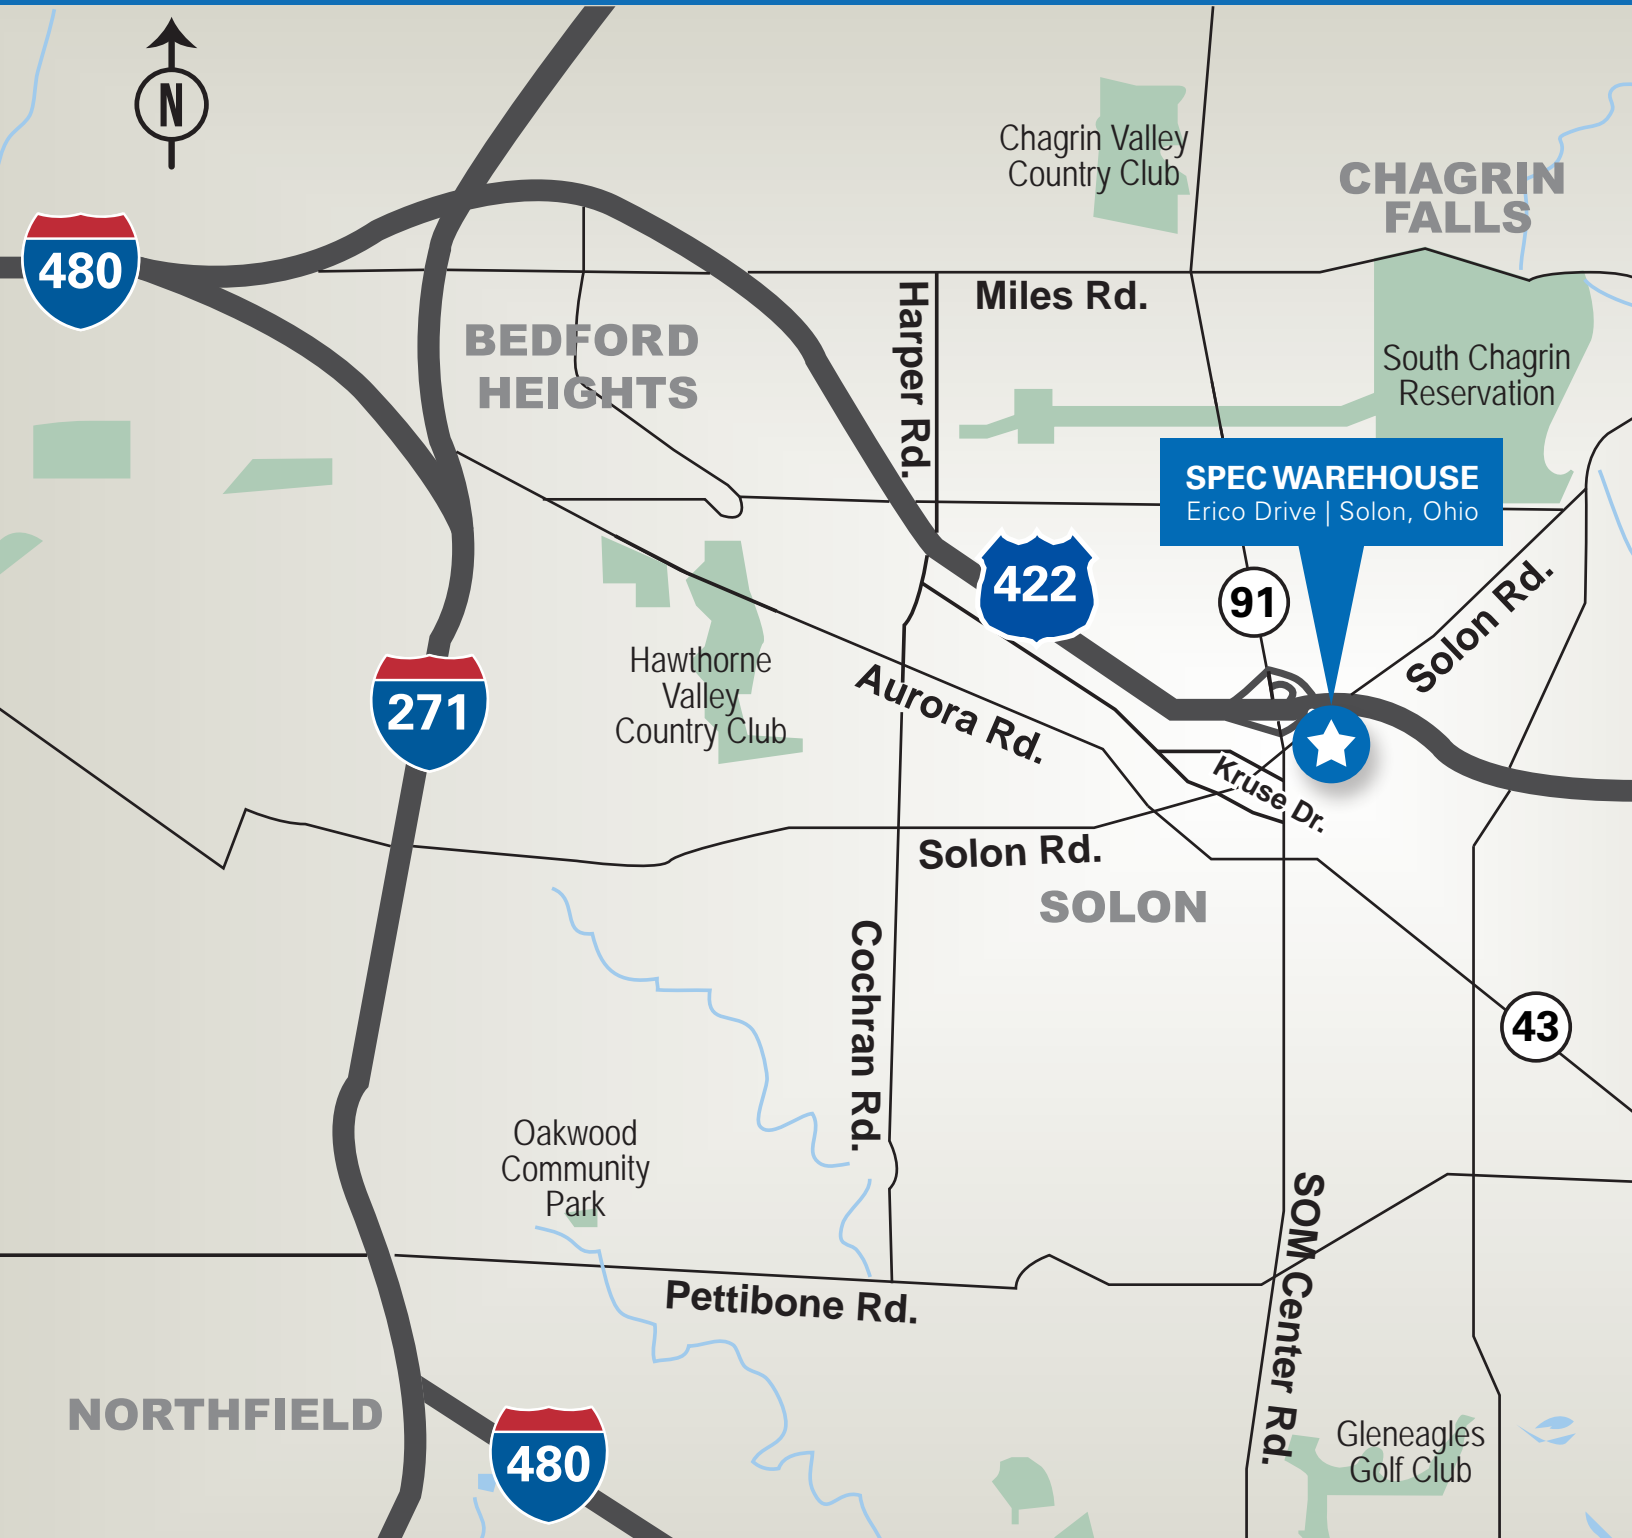 N
Chagrin Valley
Country Club
CHAGRIN
FALLS
480
Miles Rd.
Harper Rd.
BEDFORD
HEIGHTS
South Chagrin
Reservation
SPEC WAREHOUSE
Erico Drive | Solon, Ohio
422
91
Solon Rd.
Hawthorne
Valley
Country Club
271
Aurora Rd.
Kruse Dr.
Solon Rd.
SOLON
Cochran Rd.
43
Oakwood
Community
Park
SOM Center Rd.
Pettibone Rd.
NORTHFIELD
480
Gleneagles
Golf Club